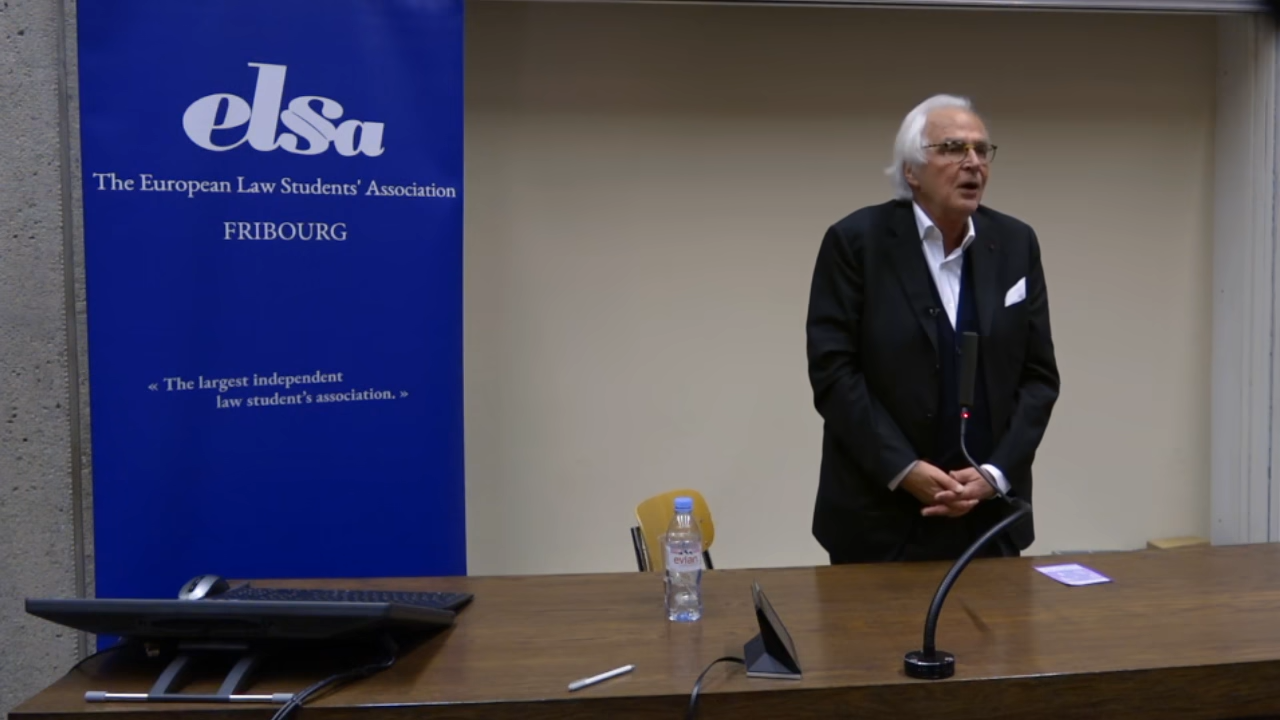 elsa
The European Law Students' Association
FRIBOURG
« The largest independent
law student's association. »
evian